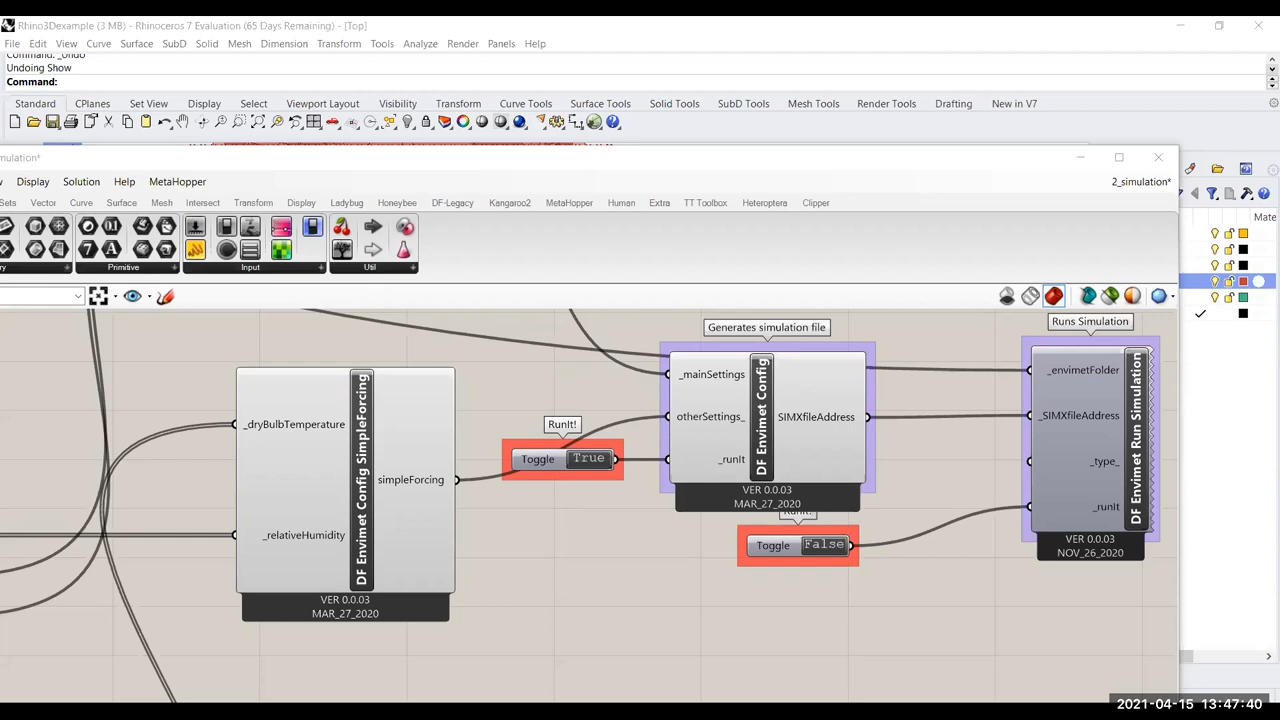 Rhino3Dexample (3 MB) - Rhinoceros 7 Evaluation (65 Days Remaining) - [Top]
File Edit View Curve Surface SubD Solid Mesh Dimension Transform Tools Analyze Render Panels Help
Command: _Undo
Undoing Show
Command:
Standard CPlanes Set View Display Select Viewport Layout Visibility Transform Curve Tools Surface Tools Solid Tools SubD Tools Mesh Tools Render Tools Drafting New in V7
mulation*
Display Solution Help MetaHopper 2_simulation*
Sets Vector Curve Surface Mesh Intersect Transform Display Ladybug Honeybee DF-Legacy Kangaroo2 MetaHopper Human Extra TT Toolbox Heteroptera Clipper
Mate
Primitive Input Util
Generates simulation file
Runs Simulation
_dryBulbTemperature
_relativeHumidity
DF Envimet Config SimpleForcing
simpleForcing
VER 0.0.03
MAR_27_2020
RunIt!
Toggle True
_mainSettings
otherSettings_
_runIt
DF Envimet Config
SIMXfileAddress
VER 0.0.03
MAR_27_2020
RunIt!
Toggle False
_envimetFolder
_SIMXfileAddress
_type_
_runIt
DF Envimet Run Simulation
VER 0.0.03
NOV_26_2020
2021-04-15 13:47:40